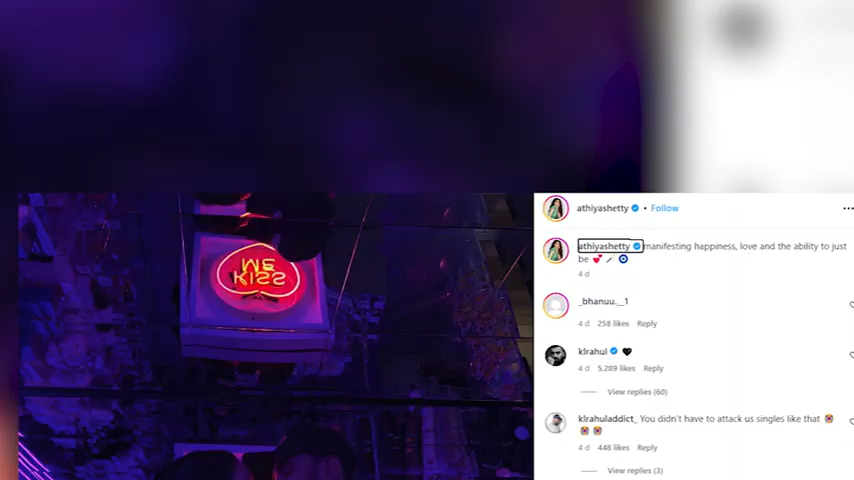 athiyashetty • Follow
athiyashetty manifesting happiness, love and the ability to just
be
4 d
_bhanuu._1
4 d 258 likes Reply
klrahul
4 d 5,289 likes Reply
View replies (60)
klrahuladdict_ You didn't have to attack us singles like that
4 d 448 likes Reply
View replies (3)
KISS
ME